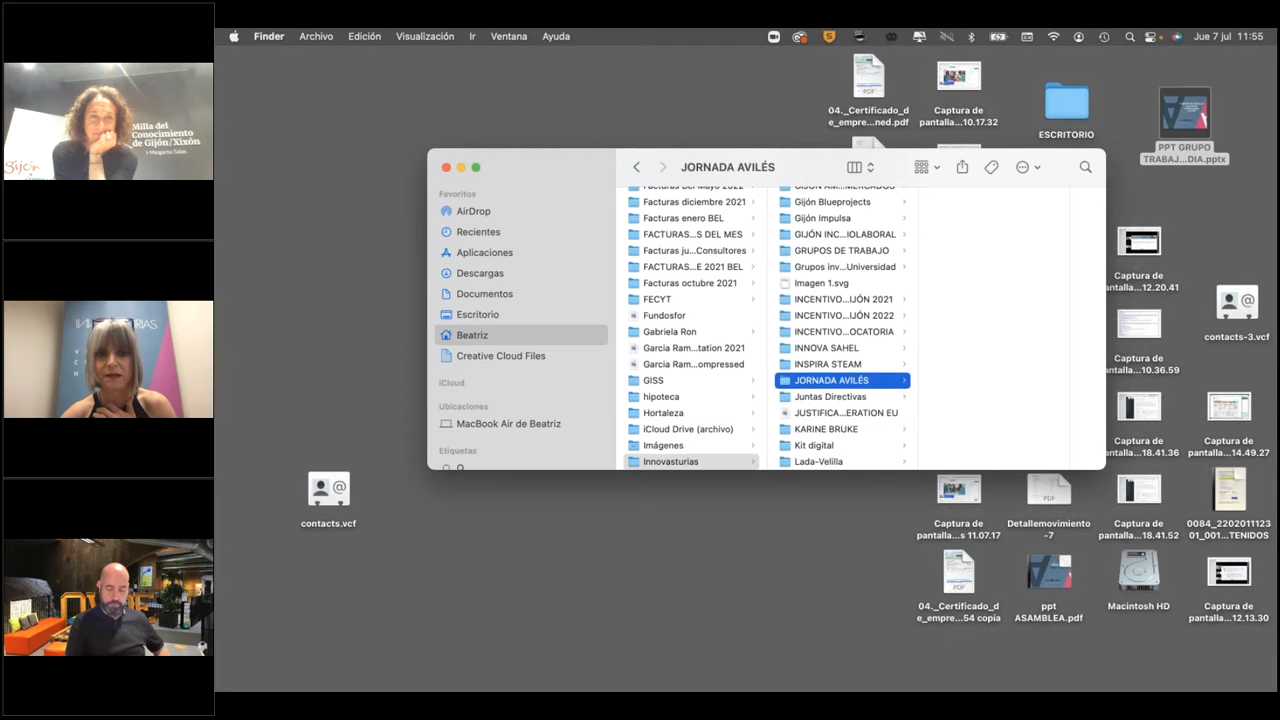 Milla del
Conocimiento
de Gijón/Xixón
> Margarita Salas
gijón
Finder Archivo Edición Visualización Ir Ventana Ayuda
Jue 7 jul 11:55
PDF
04._Certificado_d
e_empre...ned.pdf
Captura de
pantalla...10.17.32
ESCRITORIO
PPT GRUPO
TRABAJ...DIA.pptx
JORNADA AVILÉS
Favoritos
AirDrop
Recientes
Aplicaciones
Descargas
Documentos
Escritorio
Beatriz
Creative Cloud Files
iCloud
Ubicaciones
MacBook Air de Beatriz
Etiquetas
Facturas diciembre 2021
Facturas enero BEL
FACTURAS...S DEL MES
Facturas ju...Consultores
FACTURAS...E 2021 BEL
Facturas octubre 2021
FECYT
Fundosfor
Gabriela Ron
Garcia Ram...tation 2021
Garcia Ram...ompressed
GISS
hipoteca
Hortaleza
iCloud Drive (archivo)
Imágenes
Innovasturias
Gijón Blueprojects
Gijón Impulsa
GIJÓN INC...IOLABORAL
GRUPOS DE TRABAJO
Grupos inv...Universidad
Imagen 1.svg
INCENTIVO...IJÓN 2021
INCENTIVO...IJÓN 2022
INCENTIVO...OCATORIA
INNOVA SAHEL
INSPIRA STEAM
JORNADA AVILÉS
Juntas Directivas
JUSTIFICA...ERATION EU
KARINE BRUKE
Kit digital
Lada-Velilla
Captura de
pantalla...12.20.41
contacts-3.vcf
Captura de
pantalla...10.36.59
Captura de
pantalla...18.41.36
Captura de
pantalla...14.49.27
contacts.vcf
Captura de
pantalla...s 11.07.17
PDF
Detallemovimiento
-7
Captura de
pantalla...18.41.52
0084_2202011123
01_001...TENIDOS
04._Certificado_d
e_empre...54 copia
ppt
ASAMBLEA.pdf
Macintosh HD
Captura de
pantalla...12.13.30